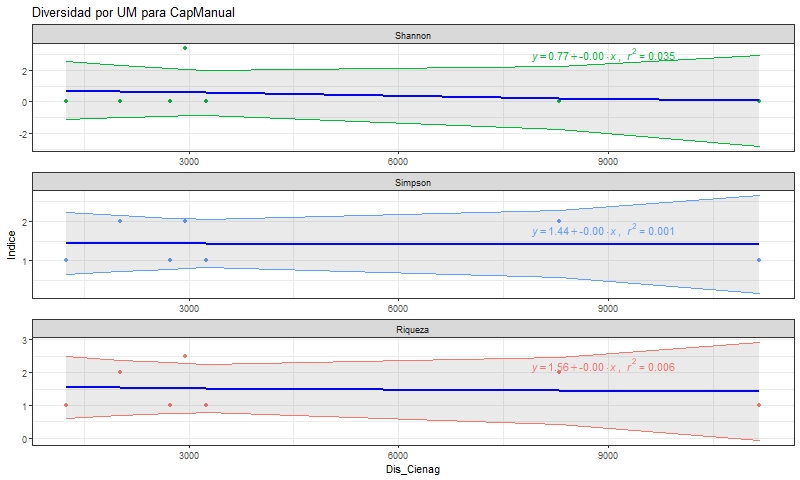 Diversidad por UM para CapManual
Shannon
y = 0.77 + -0.00 · x , r² = 0.035
2
0
-2
3000 6000 9000
Simpson
y = 1.44 + -0.00 · x , r² = 0.001
2
1
3000 6000 9000
Riqueza
y = 1.56 + -0.00 · x , r² = 0.006
3
2
1
0
3000 6000 9000
Indice
Dis_Cienag